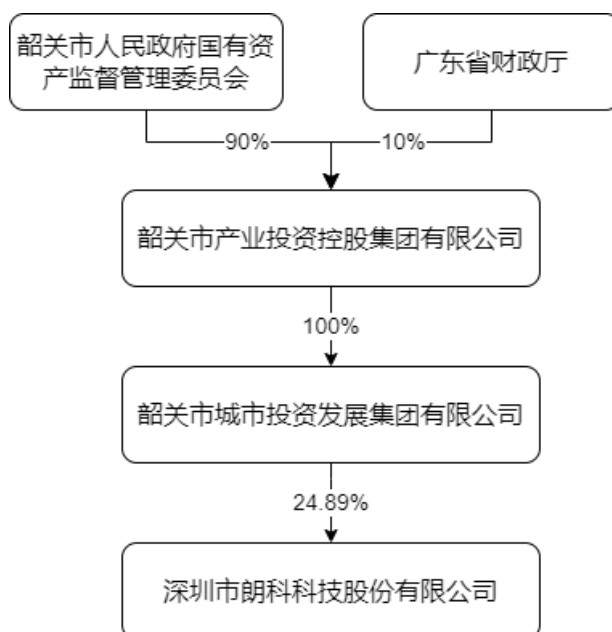 韶关市人民政府国有资
产监督管理委员会
广东省财政厅
90%
10%
韶关市产业投资控股集团有限公司
100%
韶关市城市投资发展集团有限公司
24.89%
深圳市朗科科技股份有限公司